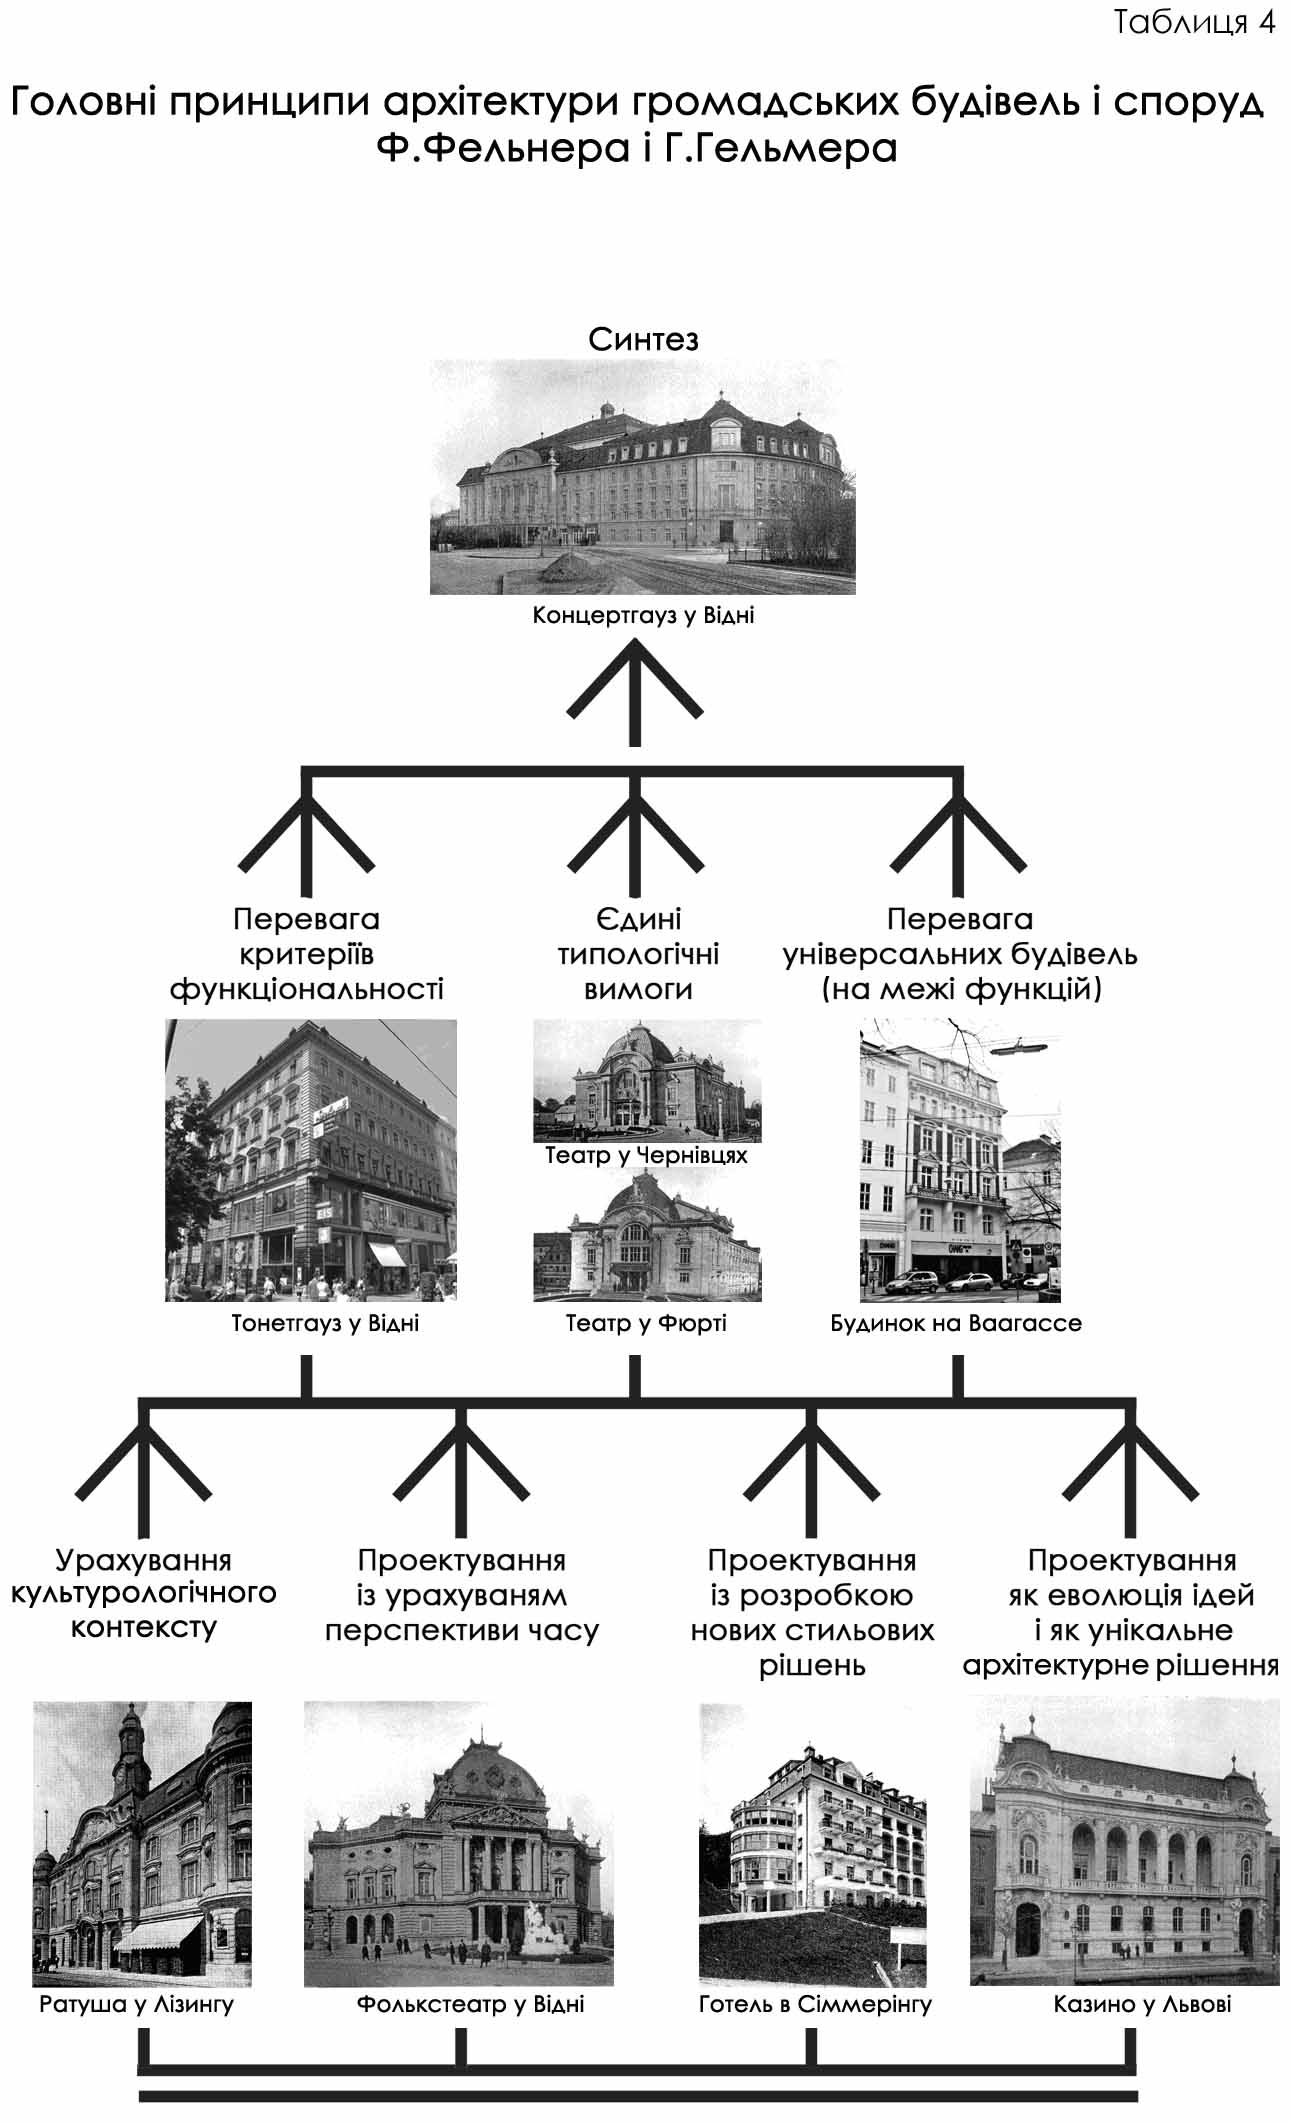 Таблиця 4
Головні принципи архітектури громадських будівель і споруд
Ф.Фельнера і Г.Гельмера
Синтез
Концертгауз у Відні
Перевага
критеріїв
функціональності
Єдині
типологічні
вимоги
Перевага
універсальних будівель
(на межі функцій)
Театр у Чернівцях
Тонетгауз у Відні
Театр у Фюрті
Будинок на Ваагассе
Урахування
культурологічного
контексту
Проектування
із урахуваням
перспективи часу
Проектування
із розробкою
нових стильових
рішень
Проектування
як еволюція ідей
і як унікальне
архітектурне рішення
Ратуша у Лізингу
Фолькстеатр у Відні
Готель в Сіммерінгу
Казино у Львові